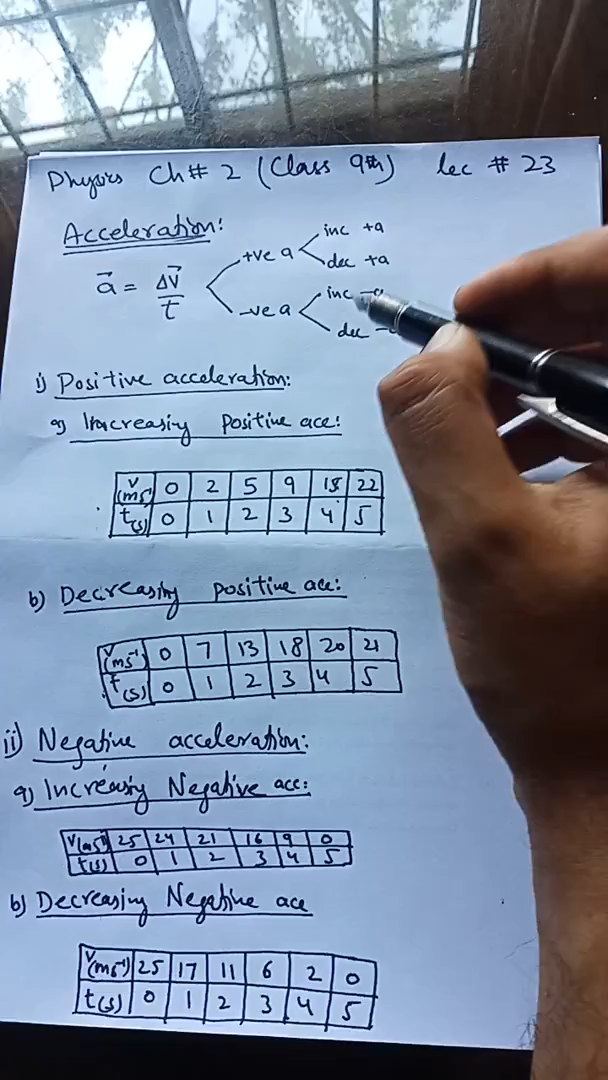 Physics Ch# 2 (Class 9th) lec # 23
Acceleration:
a⃗ = Δv⃗ / t
+ve a
inc +a
dec +a
-ve a
inc
dec
i) Positive acceleration:
a) Increasing positive acc:
V (ms⁻¹) 0 2 5 9 15 22
t(s) 0 1 2 3 4 5
b) Decreasing positive acc:
V (ms⁻¹) 0 7 13 18 20 21
t(s) 0 1 2 3 4 5
ii) Negative acceleration:
a) Increasing Negative acc:
V(ms⁻¹) 25 24 21 16 9 0
t(s) 0 1 2 3 4 5
b) Decreasing Negative acc
V(ms⁻¹) 25 17 11 6 2 0
t(s) 0 1 2 3 4 5